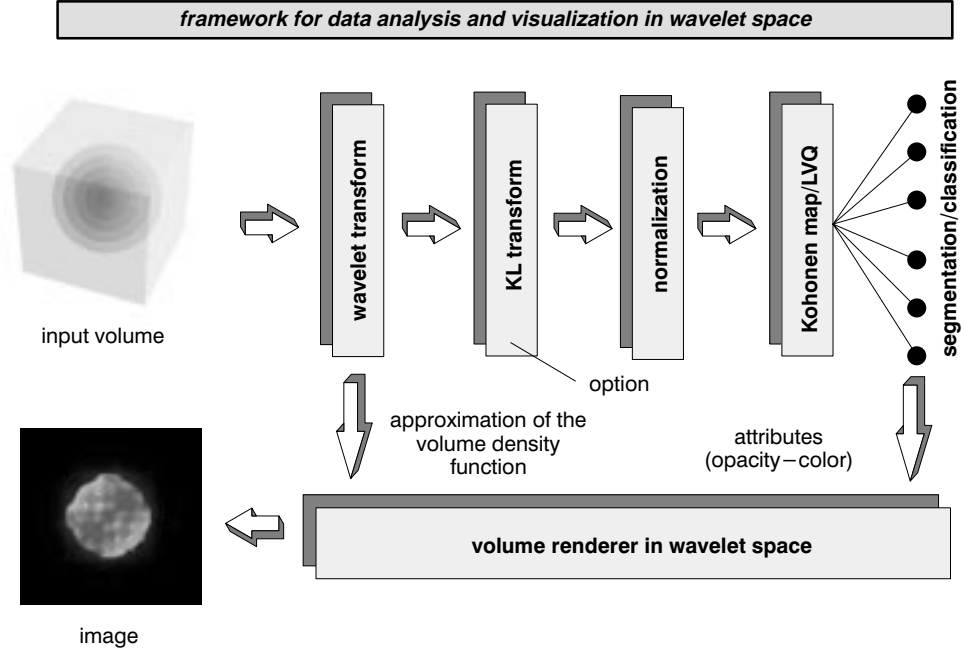 framework for data analysis and visualization in wavelet space
input volume
wavelet transform
KL transform
normalization
Kohonen map/LVQ
segmentation/classification
option
approximation of the
volume density
function
attributes
(opacity–color)
volume renderer in wavelet space
image